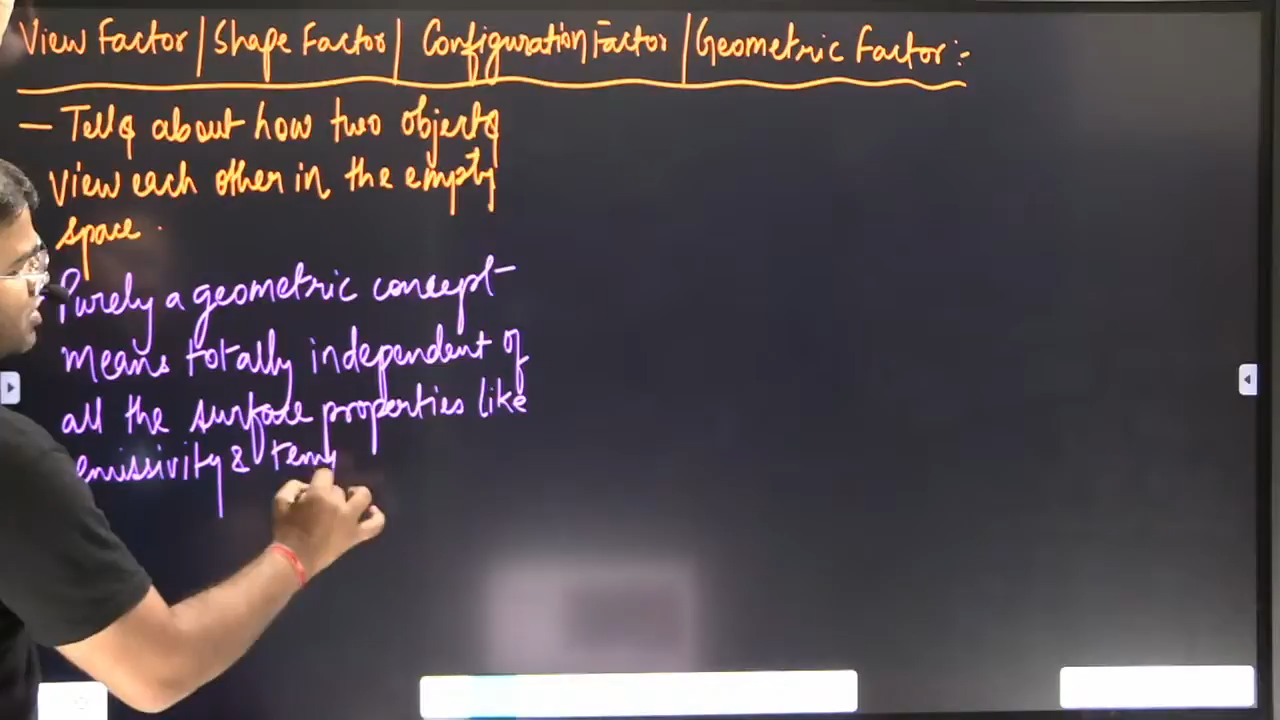 View Factor/Shape Factor/ Configuration Factor /Geometric Factor :-
- Tells about how two objects
view each other in the empty
space.
Purely a geometric concept
means totally independent of
all the surface properties like
emissivity & temp